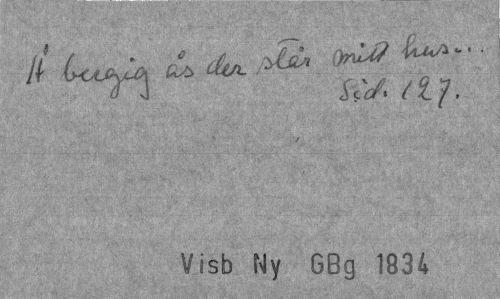 Å bergig ås der står mitt hus...
Sid. 127.
Visb Ny GBg 1834